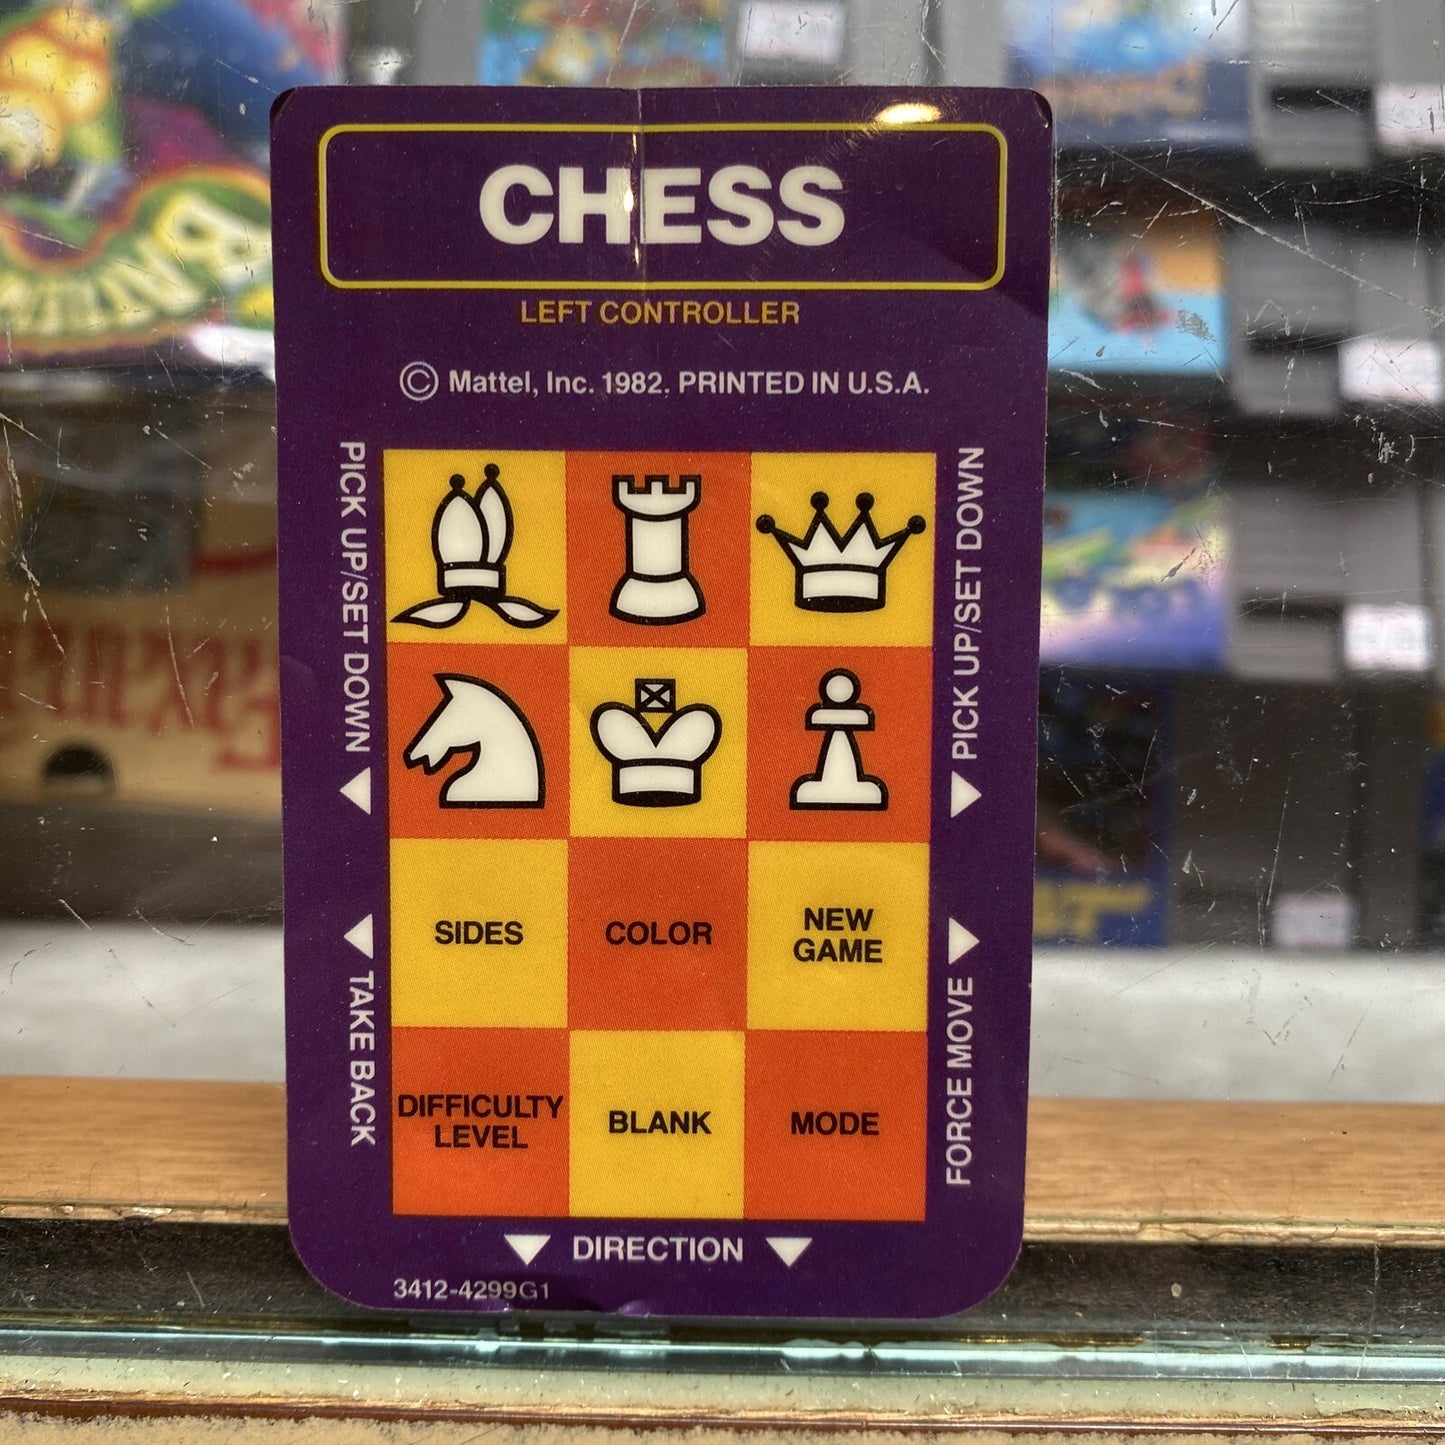 CHESS
LEFT CONTROLLER
© Mattel, Inc. 1982. PRINTED IN U.S.A.
PICK UP/SET DOWN
PICK UP/SET DOWN
SIDES
COLOR
NEW
GAME
TAKE BACK
FORCE MOVE
DIFFICULTY
LEVEL
BLANK
MODE
DIRECTION
3412-4299G1